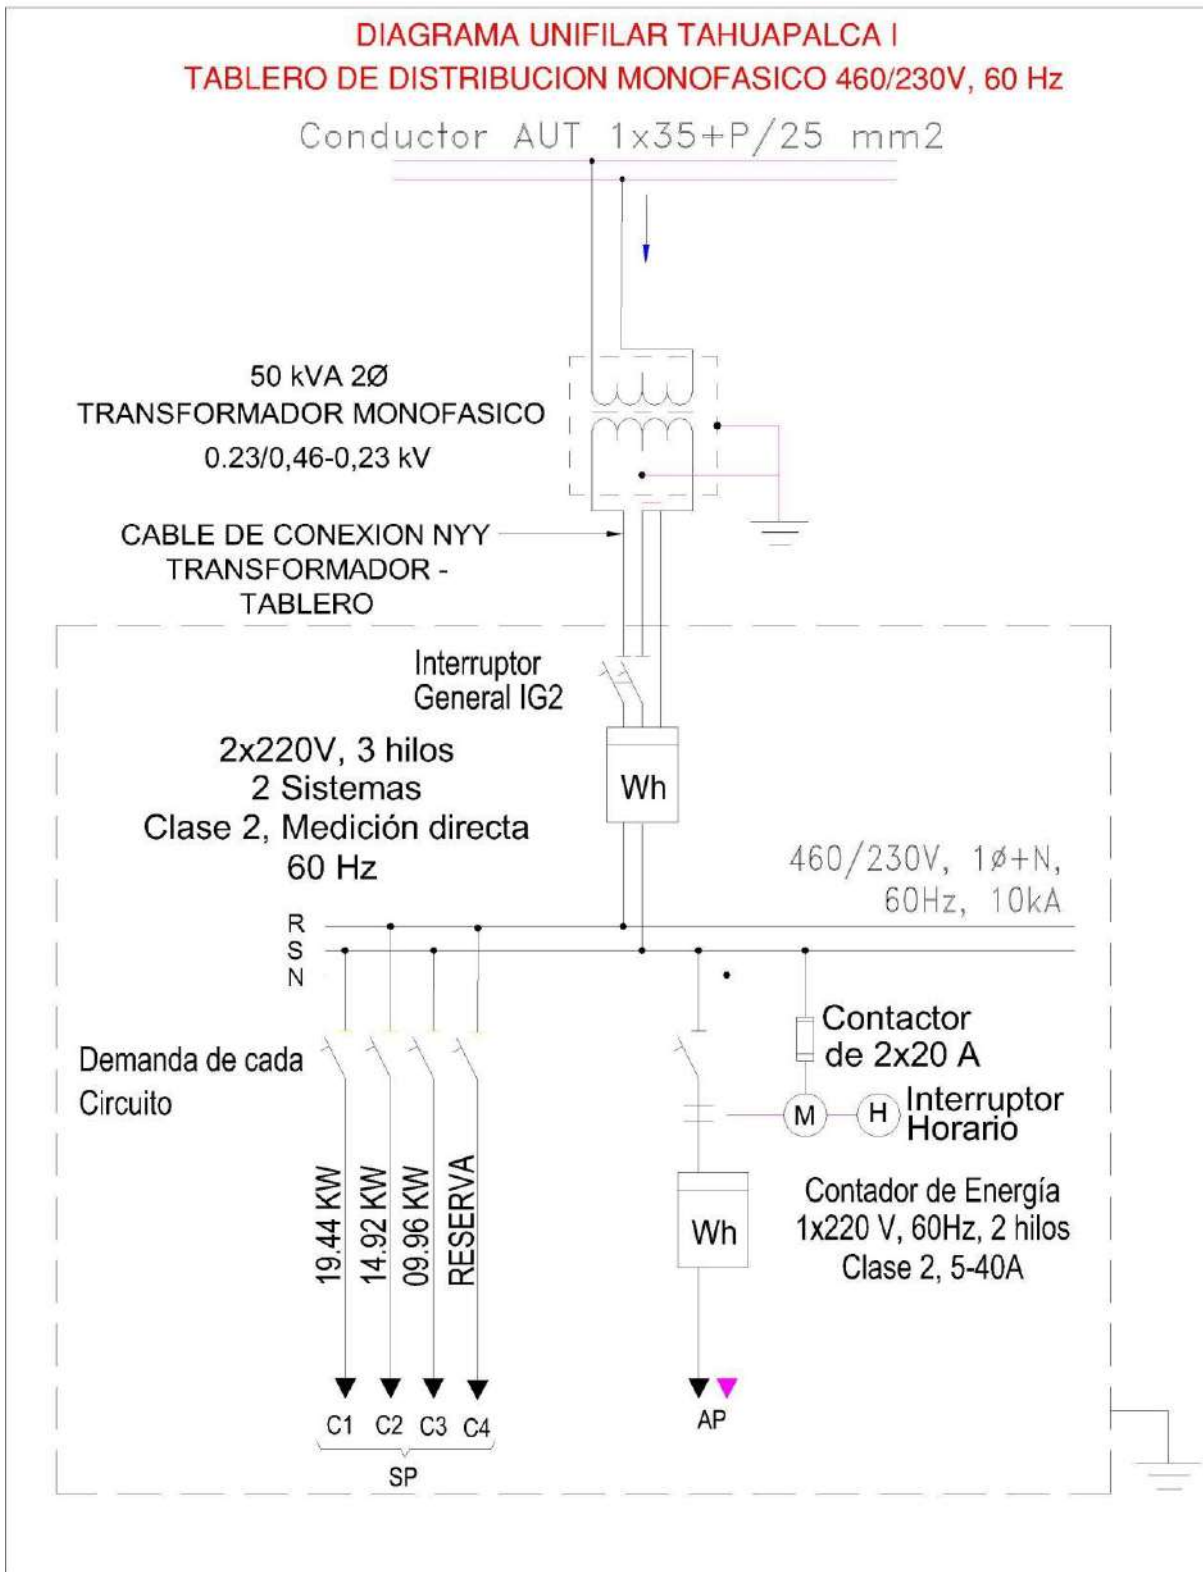 DIAGRAMA UNIFILAR TAHUAPALCA I
TABLERO DE DISTRIBUCION MONOFASICO 460/230V, 60 Hz
Conductor AUT 1x35+P/25 mm2
50 kVA 2Ø
TRANSFORMADOR MONOFASICO
0.23/0,46-0,23 kV
CABLE DE CONEXION NYY
TRANSFORMADOR -
TABLERO
Interruptor
General IG2
2x220V, 3 hilos
2 Sistemas
Clase 2, Medición directa
60 Hz
Wh
460/230V, 1ø+N,
60Hz, 10kA
R
S
N
Demanda de cada
Circuito
19.44 KW
14.92 KW
09.96 KW
RESERVA
Contactor
de 2x20 A
M
H
Interruptor
Horario
Wh
Contador de Energía
1x220 V, 60Hz, 2 hilos
Clase 2, 5-40A
C1 C2 C3 C4
SP
AP